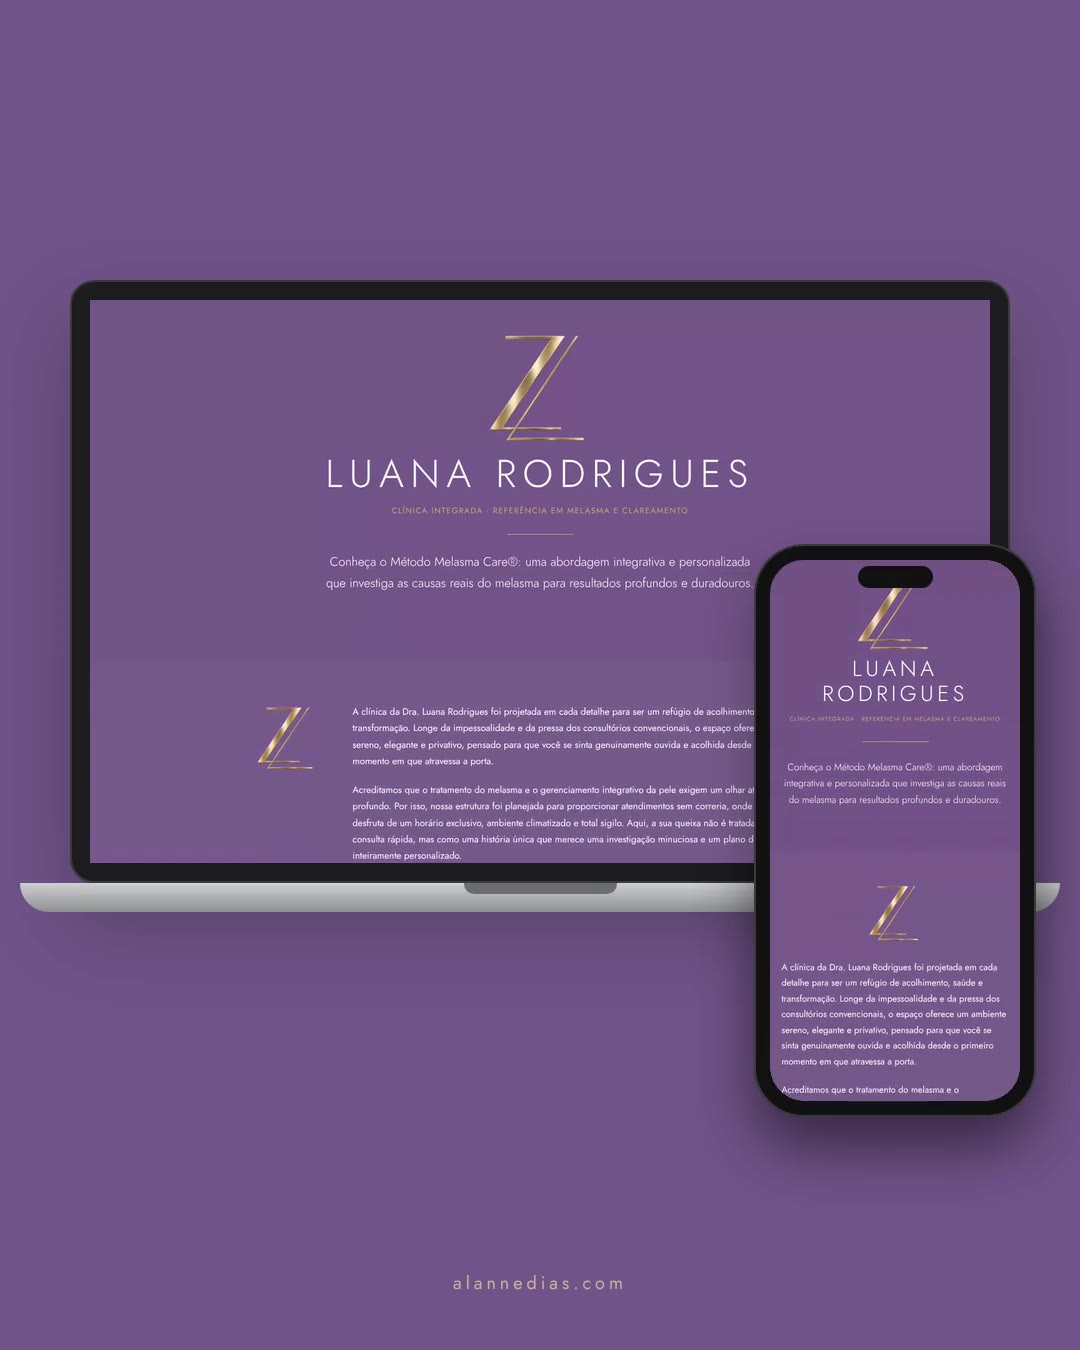 LUANA RODRIGUES
CLÍNICA INTEGRADA · REFERÊNCIA EM MELASMA E CLAREAMENTO
Conheça o Método Melasma Care®: uma abordagem integrativa e personalizada
que investiga as causas reais do melasma para resultados profundos e duradouros.
A clínica da Dra. Luana Rodrigues foi projetada em cada detalhe para ser um refúgio de acolhimento
transformação. Longe da impessoalidade e da pressa dos consultórios convencionais, o espaço ofere
sereno, elegante e privativo, pensado para que você se sinta genuinamente ouvida e acolhida desde
momento em que atravessa a porta.
Acreditamos que o tratamento do melasma e o gerenciamento integrativo da pele exigem um olhar
profundo. Por isso, nossa estrutura foi planejada para proporcionar atendimentos sem correria, onde
desfruta de um horário exclusivo, ambiente climatizado e total sigilo. Aqui, a sua queixa não é tratada
consulta rápida, mas como uma história única que merece uma investigação minuciosa e um plano d
inteiramente personalizado.
LUANA
RODRIGUES
CLÍNICA INTEGRADA · REFERÊNCIA EM MELASMA E CLAREAMENTO
Conheça o Método Melasma Care®: uma abordagem
integrativa e personalizada que investiga as causas reais
do melasma para resultados profundos e duradouros.
A clínica da Dra. Luana Rodrigues foi projetada em cada
detalhe para ser um refúgio de acolhimento, saúde e
transformação. Longe da impessoalidade e da pressa dos
consultórios convencionais, o espaço oferece um ambiente
sereno, elegante e privativo, pensado para que você se
sinta genuinamente ouvida e acolhida desde o primeiro
momento em que atravessa a porta.
Acreditamos que o tratamento do melasma e o
alannedias.com